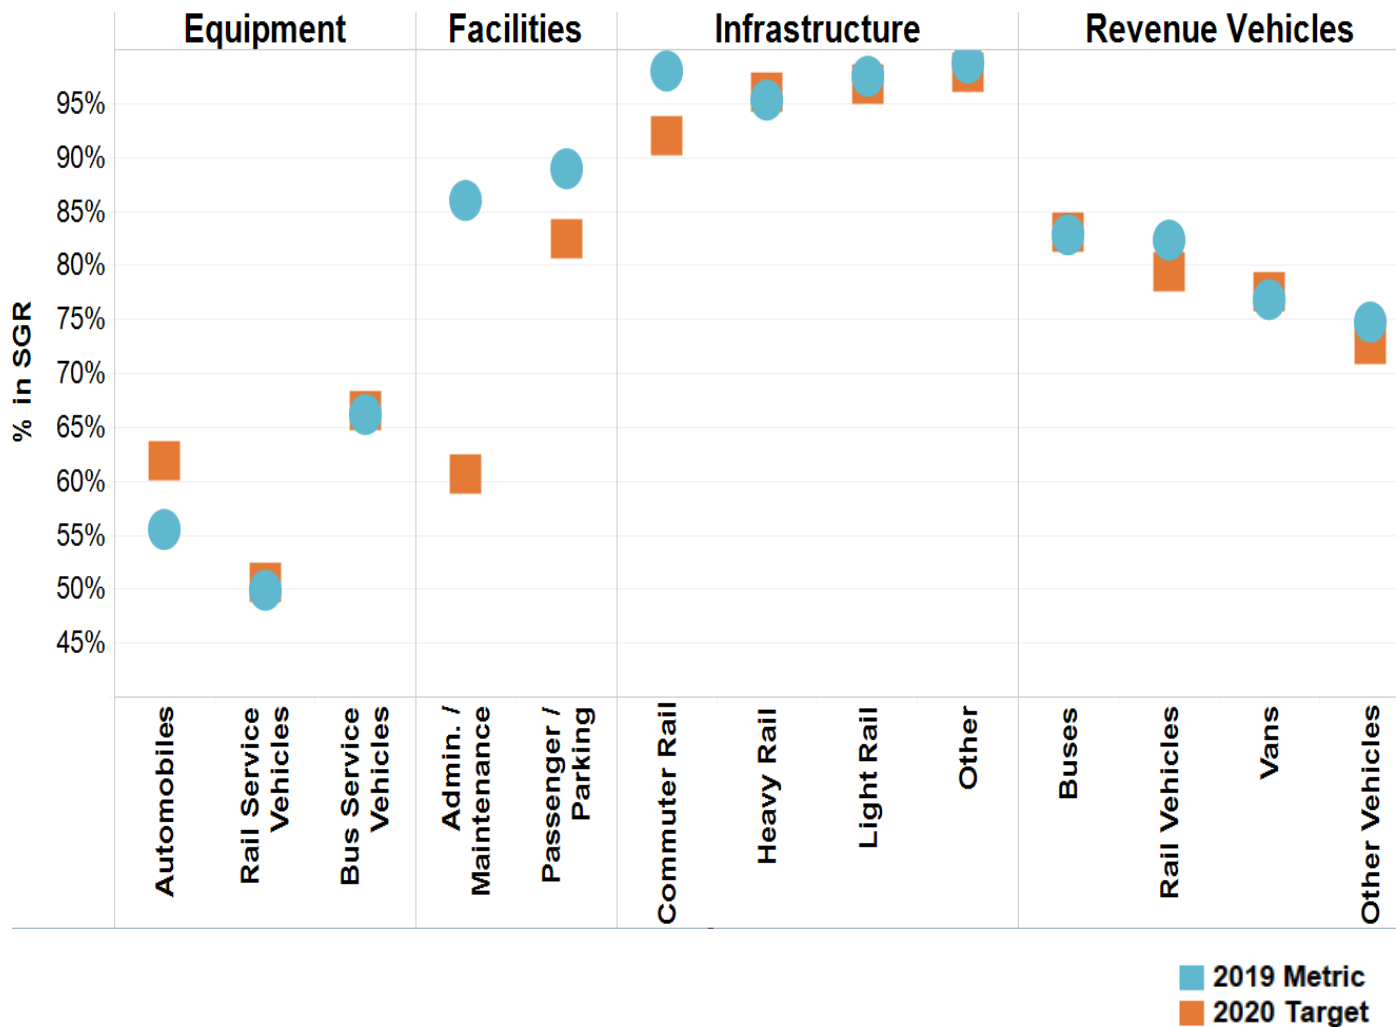 Equipment
Facilities
Infrastructure
Revenue Vehicles
% in SGR
95%
90%
85%
80%
75%
70%
65%
60%
55%
50%
45%
Automobiles
Rail Service
Vehicles
Bus Service
Vehicles
Admin. /
Maintenance
Passenger /
Parking
Commuter Rail
Heavy Rail
Light Rail
Other
Buses
Rail Vehicles
Vans
Other Vehicles
2019 Metric
2020 Target